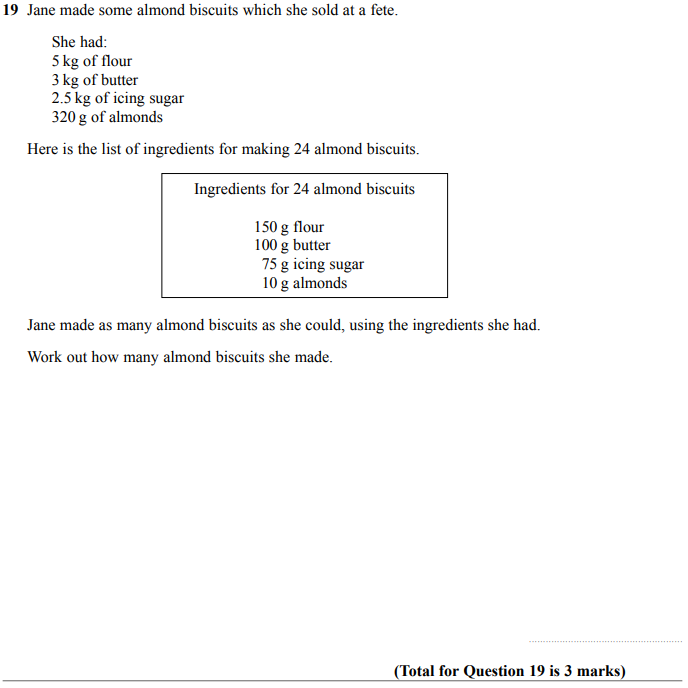 19 Jane made some almond biscuits which she sold at a fete.
She had:
5 kg of flour
3 kg of butter
2.5 kg of icing sugar
320 g of almonds
Here is the list of ingredients for making 24 almond biscuits.
Ingredients for 24 almond biscuits
150 g flour
100 g butter
75 g icing sugar
10 g almonds
Jane made as many almond biscuits as she could, using the ingredients she had.
Work out how many almond biscuits she made.
(Total for Question 19 is 3 marks)